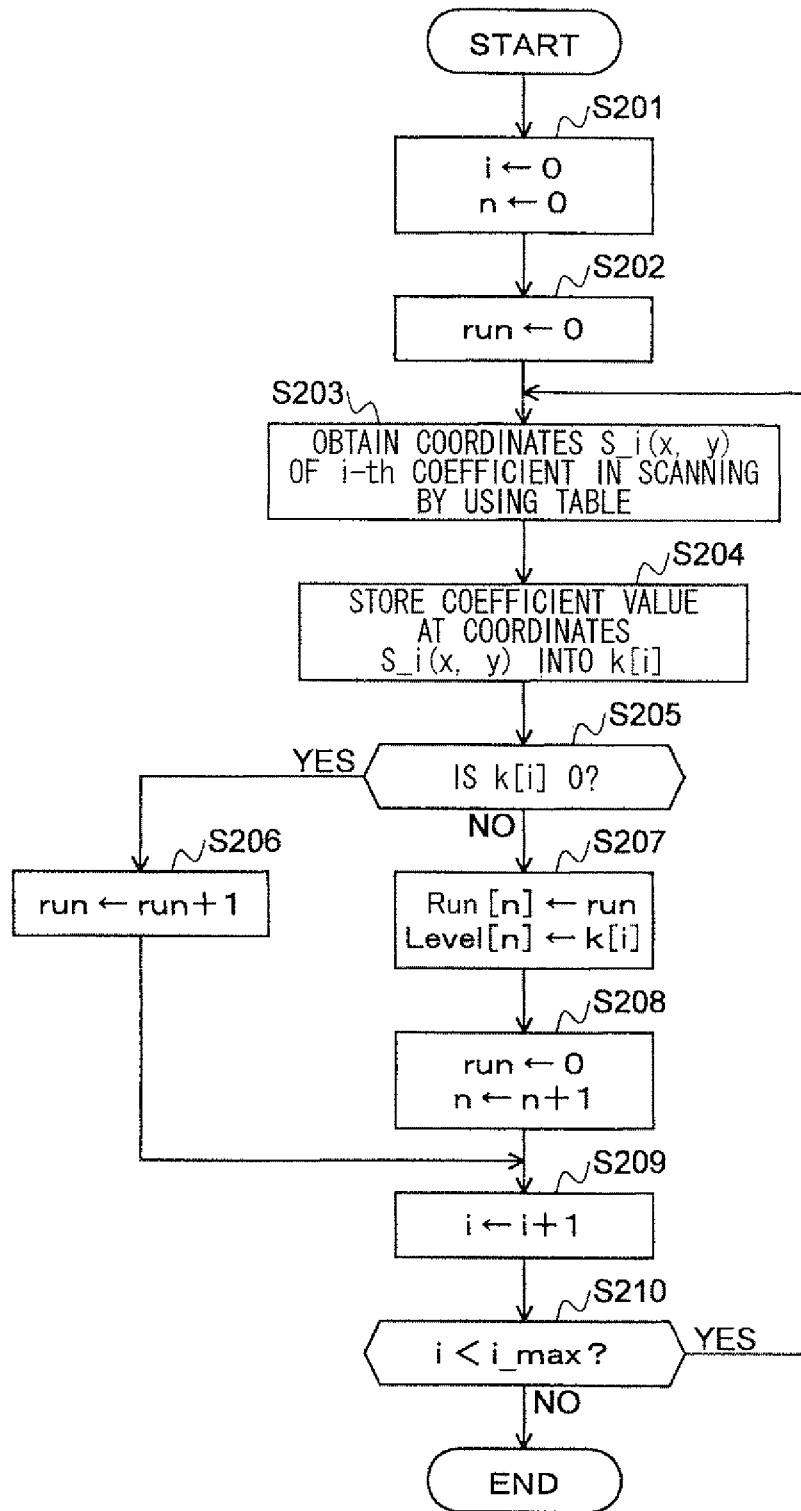 START
S201
i ← 0
n ← 0
S202
run ← 0
S203
OBTAIN COORDINATES S_i(x, y)
OF i-th COEFFICIENT IN SCANNING
BY USING TABLE
S204
STORE COEFFICIENT VALUE
AT COORDINATES
S_i(x, y) INTO k[i]
S205
YES
IS k[i] 0?
NO
S206
run ← run+1
S207
Run[n] ← run
Level[n] ← k[i]
S208
run ← 0
n ← n+1
S209
i ← i+1
S210
i < i_max?
YES
NO
END